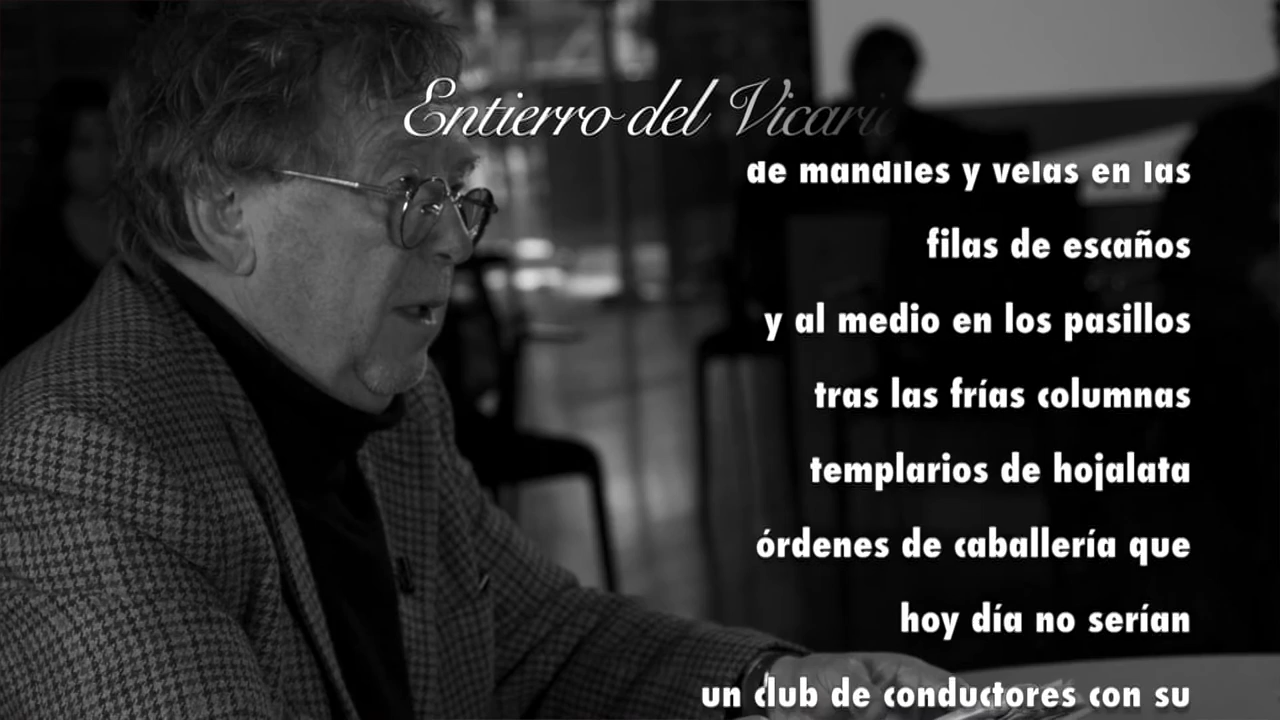 Entierro del Vicario
de mandiles y velas en las
filas de escaños
y al medio en los pasillos
tras las frías columnas
templarios de hojalata
órdenes de caballería que
hoy día no serían
un club de conductores con su